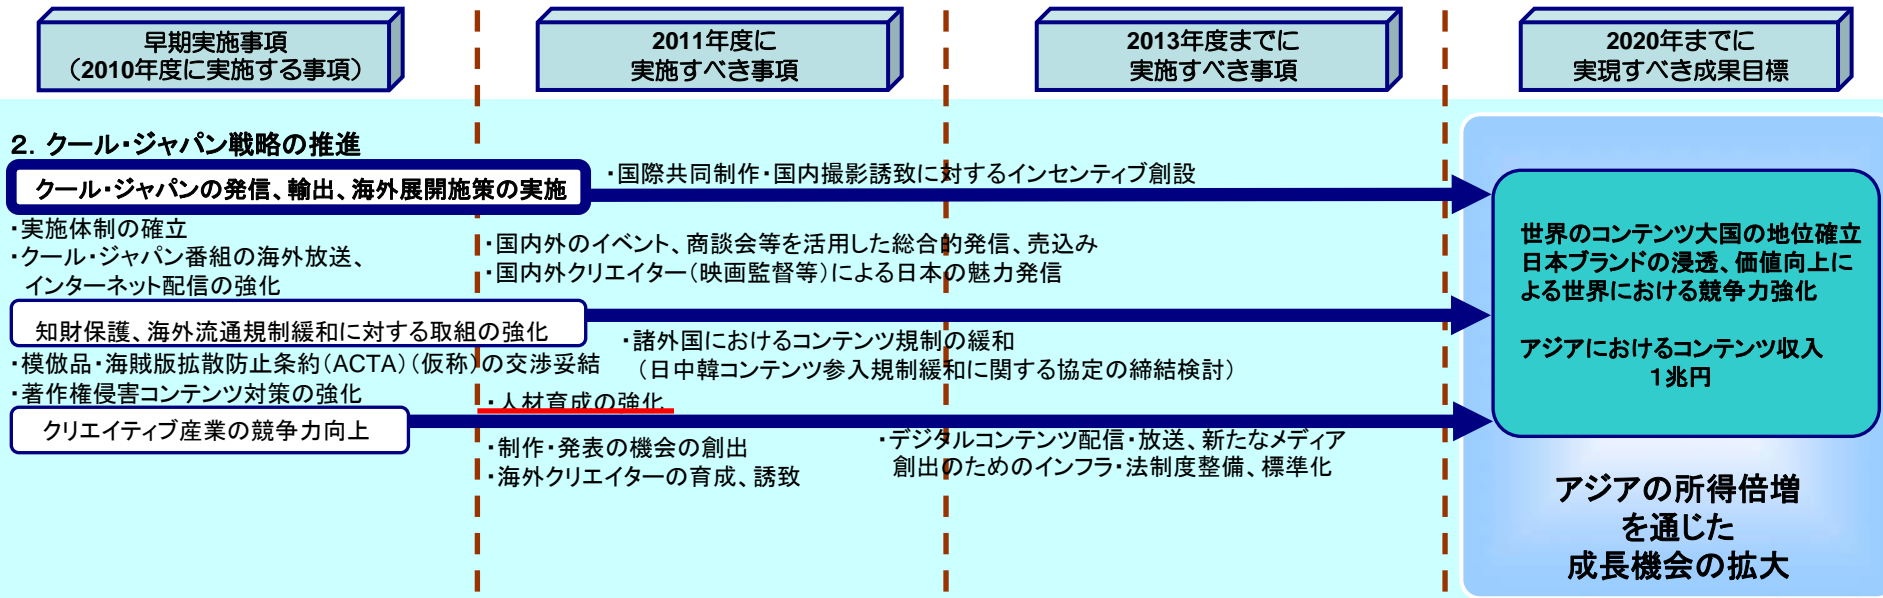 早期実施事項
（2010年度に実施する事項）
2011年度に
実施すべき事項
2013年度までに
実施すべき事項
2020年までに
実現すべき成果目標
２．クール・ジャパン戦略の推進
クール・ジャパンの発信、輸出、海外展開施策の実施
・国際共同制作・国内撮影誘致に対するインセンティブ創設
・実施体制の確立
・クール・ジャパン番組の海外放送、
インターネット配信の強化
・国内外のイベント、商談会等を活用した総合的発信、売込み
・国内外クリエイター（映画監督等）による日本の魅力発信
知財保護、海外流通規制緩和に対する取組の強化
・諸外国におけるコンテンツ規制の緩和
（日中韓コンテンツ参入規制緩和に関する協定の締結検討）
・模倣品・海賊版拡散防止条約（ACTA）（仮称）の交渉妥結
・著作権侵害コンテンツ対策の強化
・人材育成の強化
クリエイティブ産業の競争力向上
・制作・発表の機会の創出
・海外クリエイターの育成、誘致
・デジタルコンテンツ配信・放送、新たなメディア
創出のためのインフラ・法制度整備、標準化
世界のコンテンツ大国の地位確立
日本ブランドの浸透、価値向上に
よる世界における競争力強化
アジアにおけるコンテンツ収入
１兆円
アジアの所得倍増
を通じた
成長機会の拡大